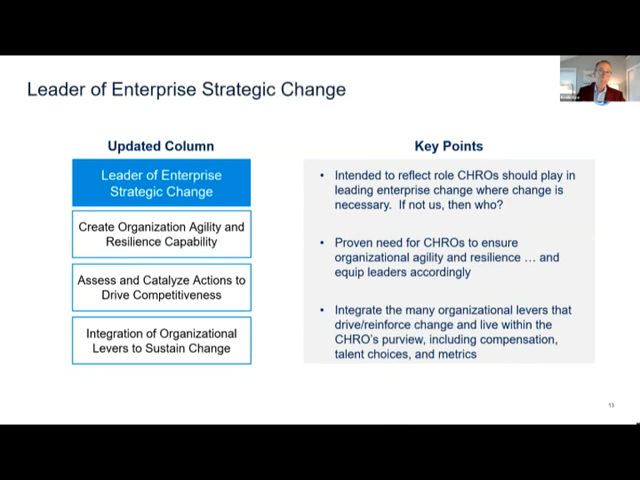 Leader of Enterprise Strategic Change
Updated Column
Leader of Enterprise
Strategic Change
Create Organization Agility and
Resilience Capability
Assess and Catalyze Actions to
Drive Competitiveness
Integration of Organizational
Levers to Sustain Change
Key Points
• Intended to reflect role CHROs should play in
leading enterprise change where change is
necessary. If not us, then who?
• Proven need for CHROs to ensure
organizational agility and resilience … and
equip leaders accordingly
• Integrate the many organizational levers that
drive/reinforce change and live within the
CHRO's purview, including compensation,
talent choices, and metrics
13